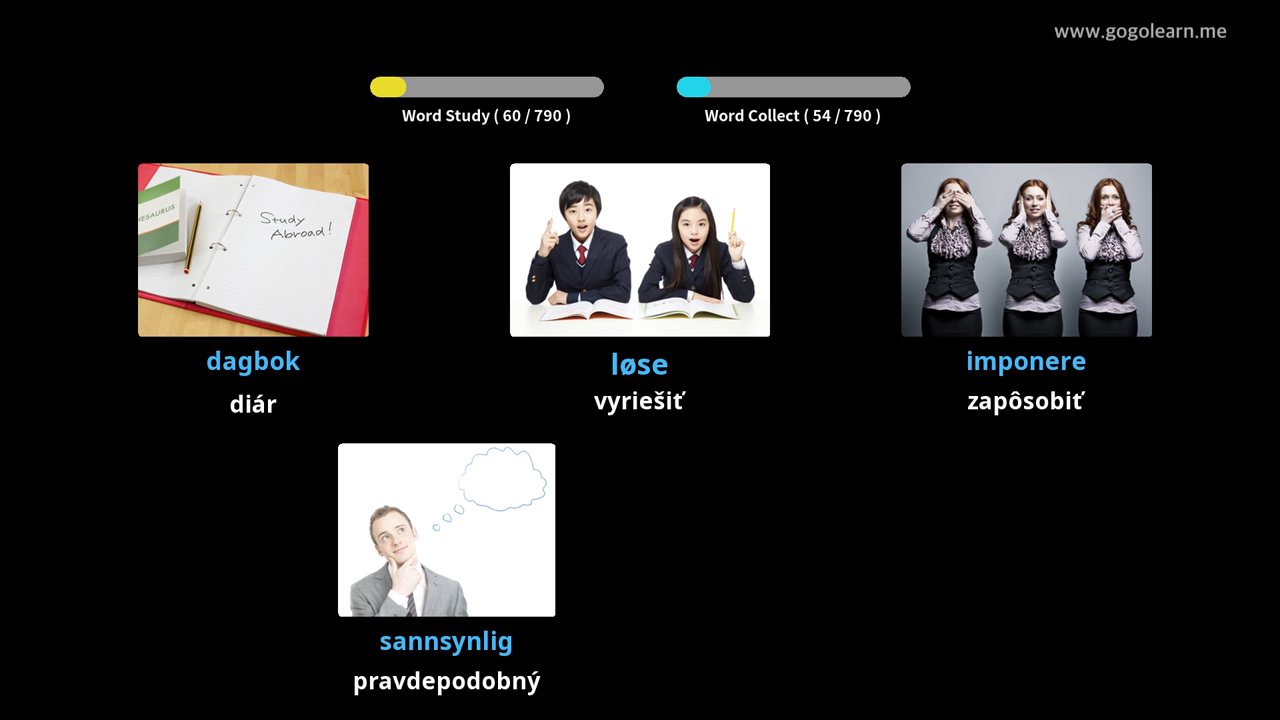 www.gogolearn.me
Word Study ( 60 / 790 )
Word Collect ( 54 / 790 )
HESAURUS
Study
Abroad!
dagbok
diár
løse
vyriešiť
imponere
zapôsobiť
sannsynlig
pravdepodobný